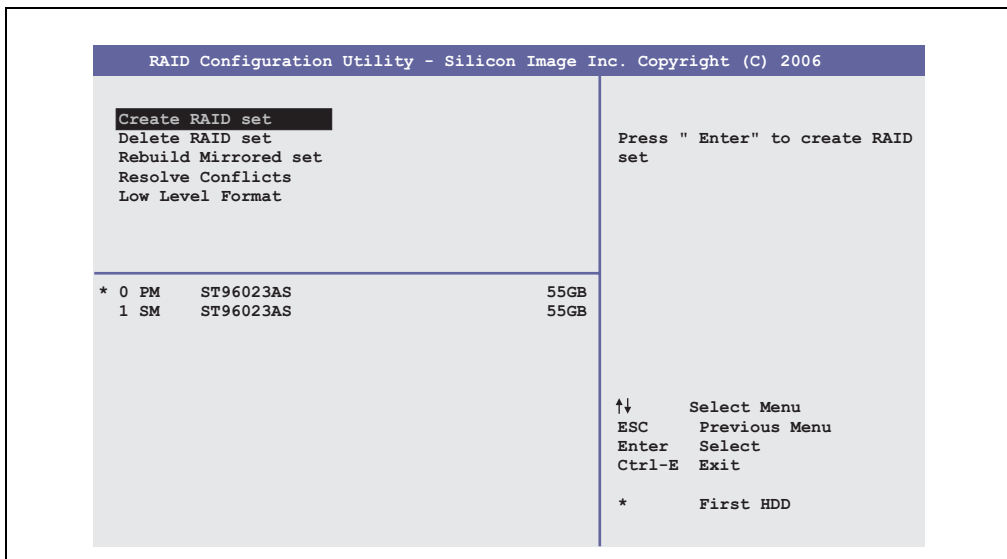 RAID Configuration Utility - Silicon Image Inc. Copyright (C) 2006
Create RAID set
Delete RAID set
Rebuild Mirrored set
Resolve Conflicts
Low Level Format
Press " Enter" to create RAID
set
* 0 PM ST96023AS 55GB
1 SM ST96023AS 55GB
↑↓ Select Menu
ESC Previous Menu
Enter Select
Ctrl-E Exit
* First HDD